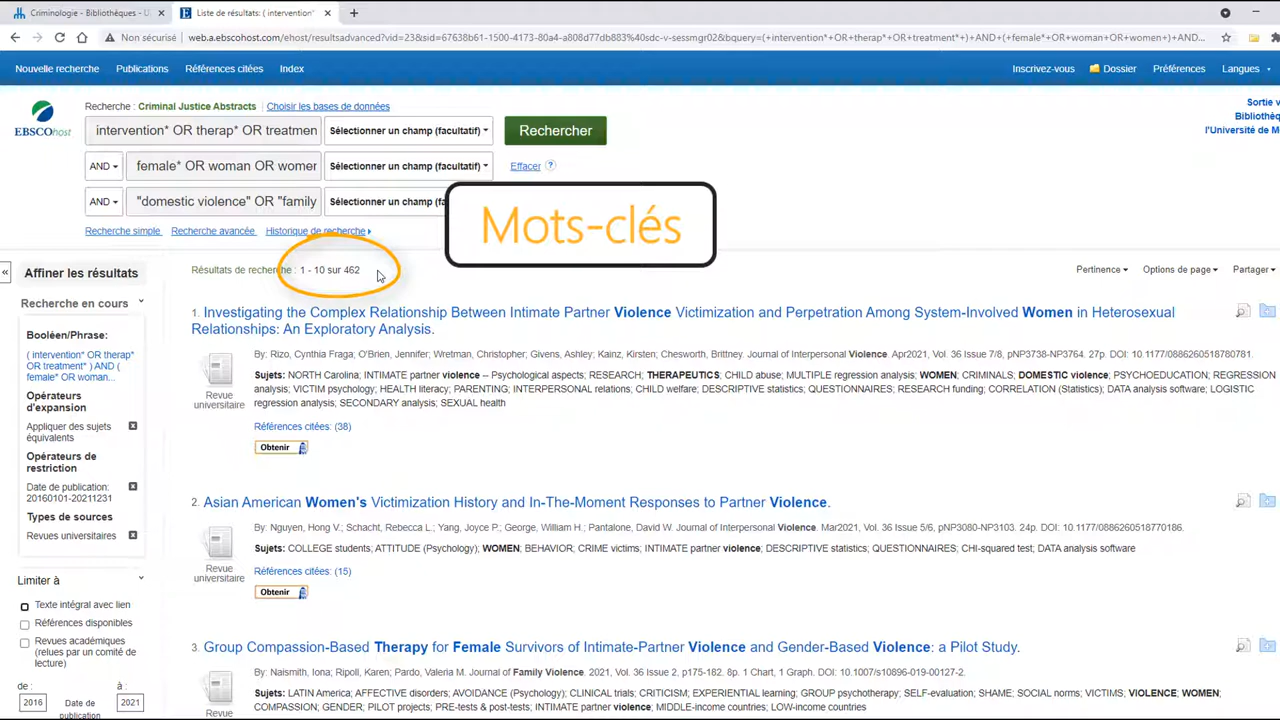 Criminologie - Bibliothèques - U
Liste de résultats: ( intervention*
Non sécurisé
web.a.ebscohost.com/ehost/resultsadvanced?vid=23&sid=67638b61-1500-4173-80a4-a808d77db883%40sdc-v-sessmgr02&bquery=(+intervention*+OR+therap*+OR+treatment*+)+AND+(+female*+OR+woman+OR+women+)+AND...
Nouvelle recherche Publications Références citées Index Inscrivez-vous Dossier Préférences Langues
EBSCOhost
Recherche : Criminal Justice Abstracts Choisir les bases de données
Sortie
Bibliothè
l'Université de M
intervention* OR therap* OR treatmen Sélectionner un champ (facultatif) Rechercher
AND female* OR woman OR womer Sélectionner un champ (facultatif) Effacer ?
AND "domestic violence" OR "family Sélectionner un champ
Mots-clés
Recherche simple Recherche avancée Historique de recherche
«
Affiner les résultats
Résultats de recherche : 1 - 10 sur 462
Pertinence Options de page Partager
Recherche en cours
Booléen/Phrase:
( intervention* OR therap*
OR treatment* ) AND (
female* OR woman...
Opérateurs
d'expansion
Appliquer des sujets
équivalents
Opérateurs de
restriction
Date de publication:
20160101-20211231
Types de sources
Revues universitaires
Limiter à
Texte intégral avec lien
Références disponibles
Revues académiques
(relues par un comité de
lecture)
de: à:
2016 Date de 2021
publication
1. Investigating the Complex Relationship Between Intimate Partner Violence Victimization and Perpetration Among System-Involved Women in Heterosexual
Relationships: An Exploratory Analysis.
Revue
universitaire
By: Rizo, Cynthia Fraga; O'Brien, Jennifer; Wretman, Christopher; Givens, Ashley; Kainz, Kirsten; Chesworth, Brittney. Journal of Interpersonal Violence. Apr2021, Vol. 36 Issue 7/8, pNP3738-NP3764. 27p. DOI: 10.1177/0886260518780781.
Sujets: NORTH Carolina; INTIMATE partner violence -- Psychological aspects; RESEARCH; THERAPEUTICS; CHILD abuse; MULTIPLE regression analysis; WOMEN; CRIMINALS; DOMESTIC violence; PSYCHOEDUCATION; REGRESSION
analysis; VICTIM psychology; HEALTH literacy; PARENTING; INTERPERSONAL relations; CHILD welfare; DESCRIPTIVE statistics; QUESTIONNAIRES; RESEARCH funding; CORRELATION (Statistics); DATA analysis software; LOGISTIC
regression analysis; SECONDARY analysis; SEXUAL health
Références citées: (38)
Obtenir
2. Asian American Women's Victimization History and In-The-Moment Responses to Partner Violence.
Revue
universitaire
By: Nguyen, Hong V.; Schacht, Rebecca L.; Yang, Joyce P.; George, William H.; Pantalone, David W. Journal of Interpersonal Violence. Mar2021, Vol. 36 Issue 5/6, pNP3080-NP3103. 24p. DOI: 10.1177/0886260518770186.
Sujets: COLLEGE students; ATTITUDE (Psychology); WOMEN; BEHAVIOR; CRIME victims; INTIMATE partner violence; DESCRIPTIVE statistics; QUESTIONNAIRES; CHI-squared test; DATA analysis software
Références citées: (15)
Obtenir
3. Group Compassion-Based Therapy for Female Survivors of Intimate-Partner Violence and Gender-Based Violence: a Pilot Study.
Revue
By: Naismith, Iona; Ripoll, Karen; Pardo, Valeria M. Journal of Family Violence. 2021, Vol. 36 Issue 2, p175-182. 8p. 1 Chart, 1 Graph. DOI: 10.1007/s10896-019-00127-2.
Sujets: LATIN America; AFFECTIVE disorders; AVOIDANCE (Psychology); CLINICAL trials; CRITICISM; EXPERIENTIAL learning; GROUP psychotherapy; SELF-evaluation; SHAME; SOCIAL norms; VICTIMS; VIOLENCE; WOMEN;
COMPASSION; GENDER; PILOT projects; PRE-tests & post-tests; INTIMATE partner violence; MIDDLE-income countries; LOW-income countries